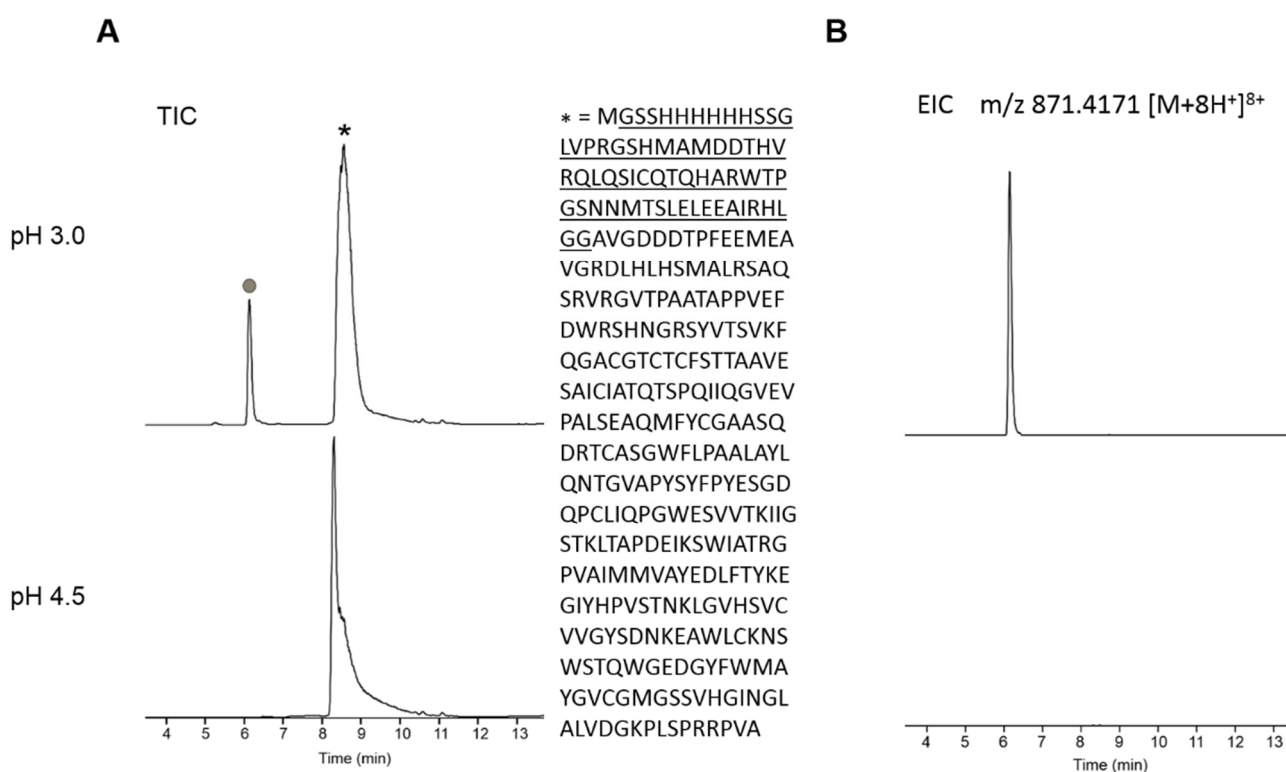 A
B
TIC
* = MGSSHHHHHHSSG
LVPRGSHMAMDDTHV
RQLQSICQTQHARWTP
GSNNMTSLELEEAIRHL
GGAVGDDDTPFEEMEA
VGRDLHLHSMALRSAQ
SRVRGVTPAATAPPVEF
DWRSHNGRSYVTSVKF
QGACGTCTCFSTTAAVE
SAICIATQTSPQIIQGVEV
PALSEAQMFYCGAASQ
DRTCASGWFLPAALAYL
QNTGVAPYSYFPYESGD
QPCLIQPGWESVVTKIIG
STKLTAPDEIKSWIATRG
PVAIMMVAYEDLFTYKE
GIYHPVSTNKLGVHSVC
VVGYSDNKEAWLCKNS
WSTQWGEDGYFWMA
YGVCGMGSSVHGINGL
ALVDGKPLSPRRPVA
EIC m/z 871.4171 [M+8H⁺]⁸⁺
*
pH 3.0
4 5 6 7 8 9 10 11 12 13
Time (min)
pH 4.5
4 5 6 7 8 9 10 11 12 13
Time (min)